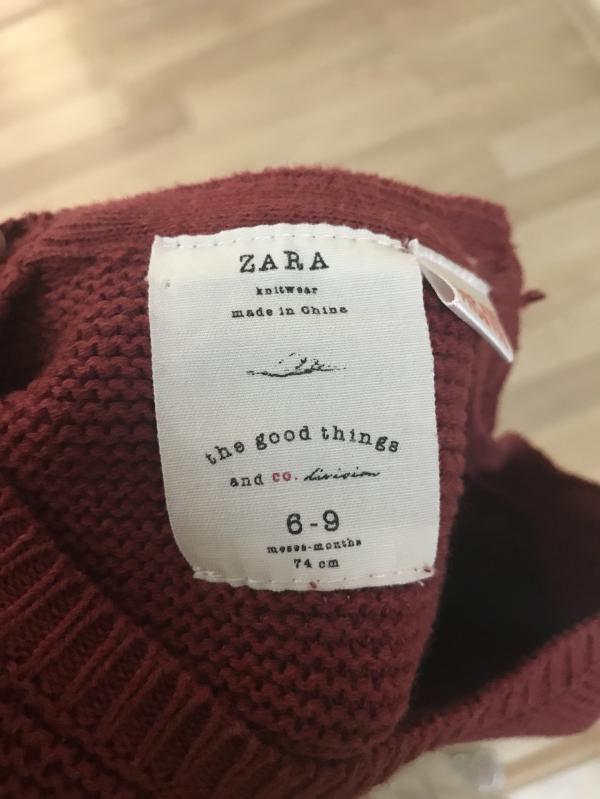 ZARA
knitwear
made in China
the good things
and co. division
6-9
meses-months
74 cm